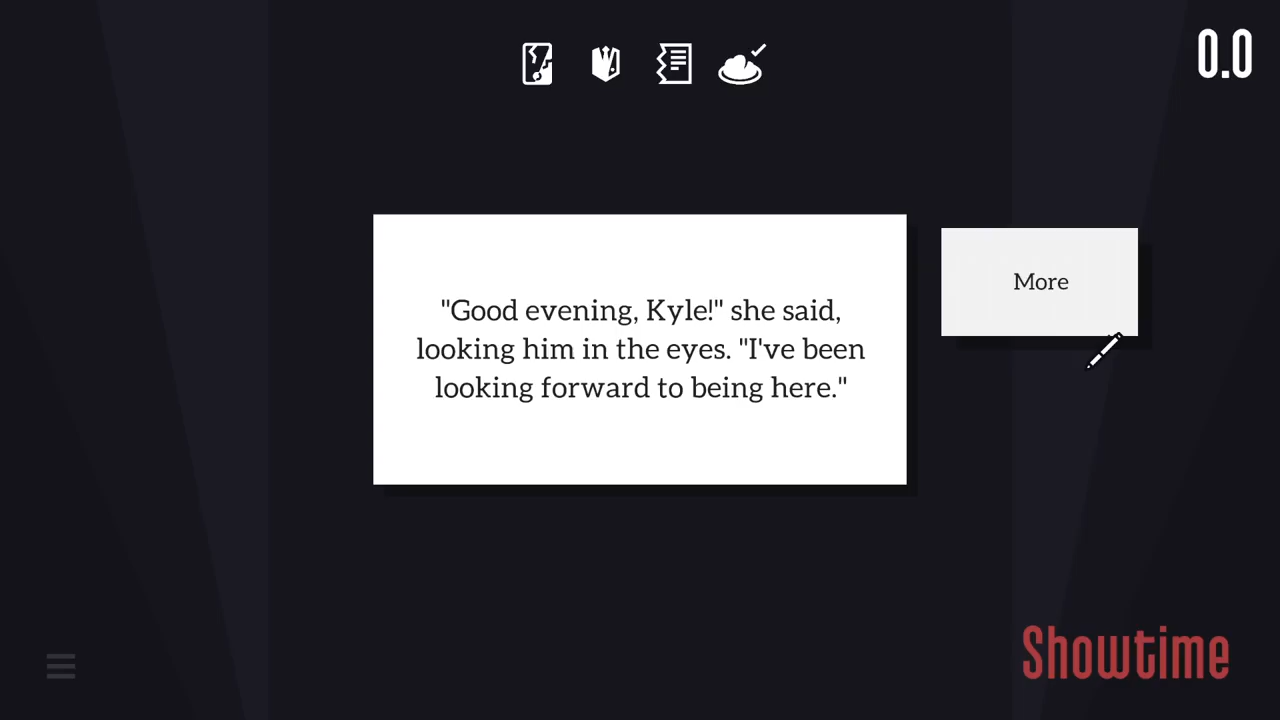 0.0
"Good evening, Kyle!" she said,
looking him in the eyes. "I've been
looking forward to being here."
More
Showtime